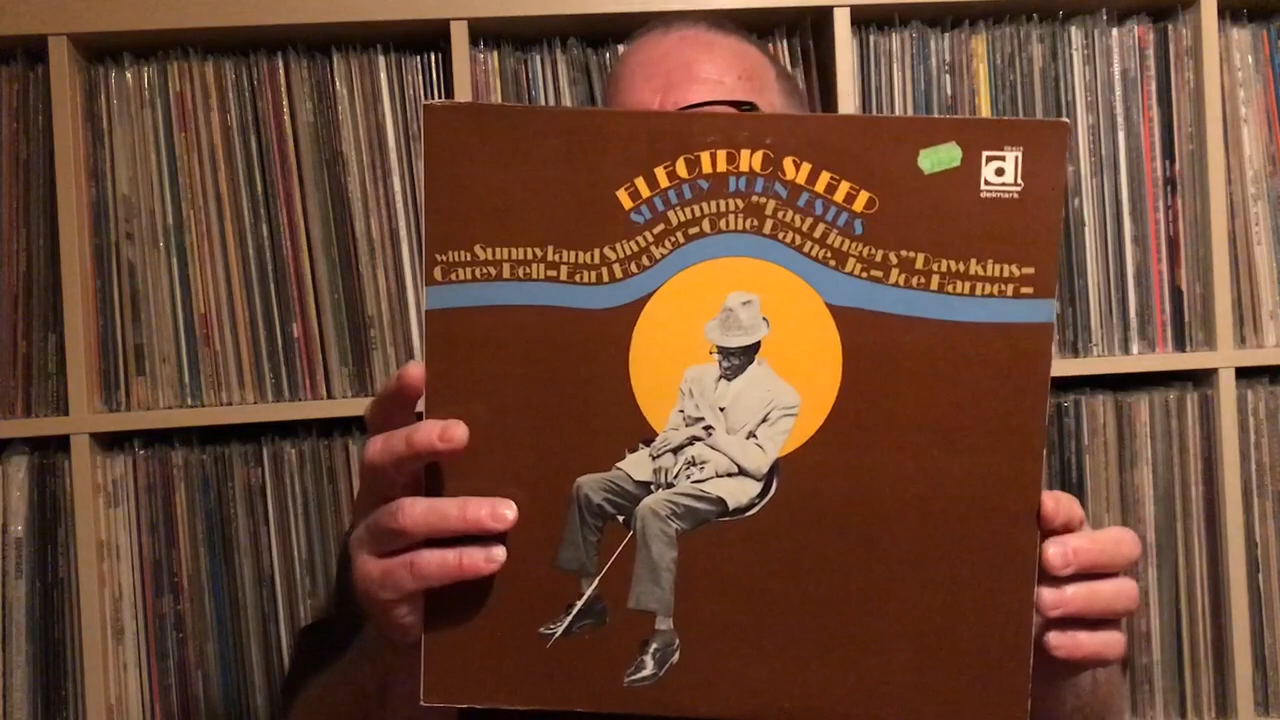 ELECTRIC SLEEP
SLEEPY JOHN ESTES
with Sunnyland Slim-Jimmy "Fast Fingers" Dawkins-
Carey Bell-Earl Hooker-Odie Payne, Jr.-Joe Harper-
d
delmark